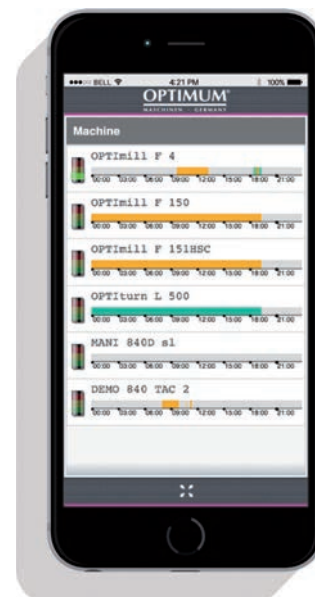 BELL 4:21 PM 100%
OPTIMUM
MASCHINEN - GERMANY
Machine
OPTImill F 4
00:00 03:00 06:00 09:00 12:00 15:00 18:00 21:00
OPTImill F 150
00:00 03:00 06:00 09:00 12:00 15:00 18:00 21:00
OPTImill F 151HSC
00:00 03:00 06:00 09:00 12:00 15:00 18:00 21:00
OPTIturn L 500
00:00 03:00 06:00 09:00 12:00 15:00 18:00 21:00
MANI 840D sl
00:00 03:00 06:00 09:00 12:00 15:00 18:00 21:00
DEMO 840 TAC 2
00:00 03:00 06:00 09:00 12:00 15:00 18:00 21:00